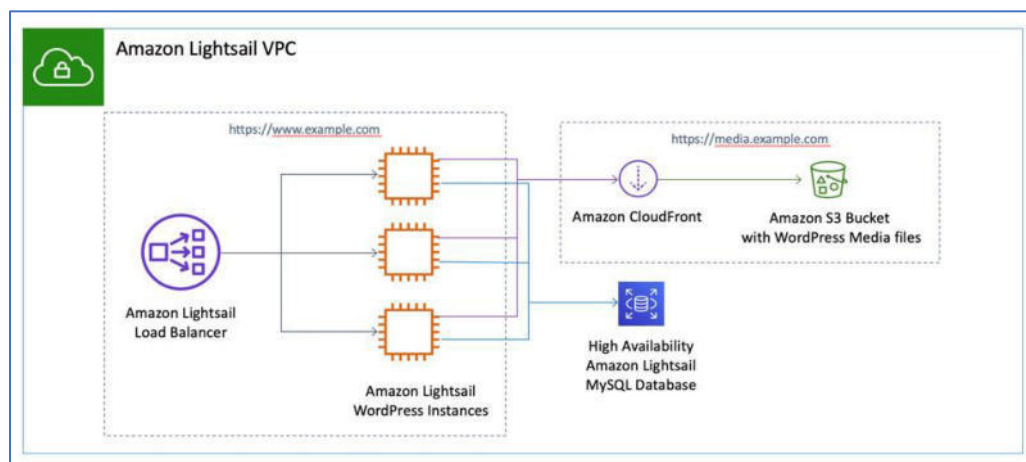 Amazon Lightsail VPC
https://www.example.com
https://media.example.com
Amazon CloudFront
Amazon S3 Bucket
with WordPress Media files
Amazon Lightsail
Load Balancer
High Availability
Amazon Lightsail
MySQL Database
Amazon Lightsail
WordPress Instances